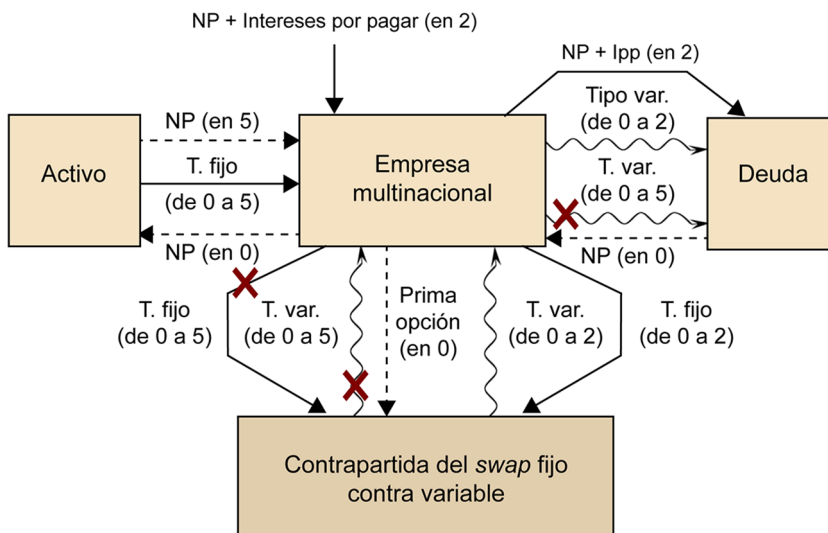 NP + Intereses por pagar (en 2)
NP + Ipp (en 2)
Activo
NP (en 5)
T. fijo
(de 0 a 5)
NP (en 0)
Empresa
multinacional
Tipo var.
(de 0 a 2)
T. var.
(de 0 a 5)
NP (en 0)
Deuda
T. fijo
(de 0 a 5)
T. var.
(de 0 a 5)
Prima
opción
(en 0)
T. var.
(de 0 a 2)
T. fijo
(de 0 a 2)
Contrapartida del swap fijo
contra variable